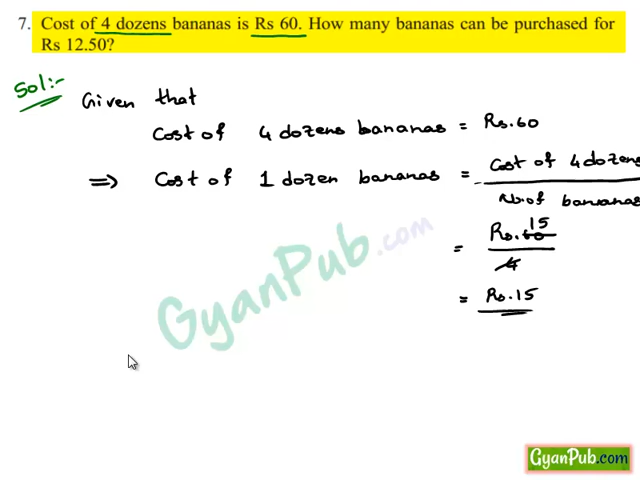 7. Cost of 4 dozens bananas is Rs 60. How many bananas can be purchased for
Rs 12.50?
Sol:-
Given that
Cost of 4 dozens bananas = Rs.60
⇒ Cost of 1 dozen bananas = Cost of 4 dozens
No. of bananas
= Rs.60 15
4
= Rs.15
GyanPub.com
GyanPub.com